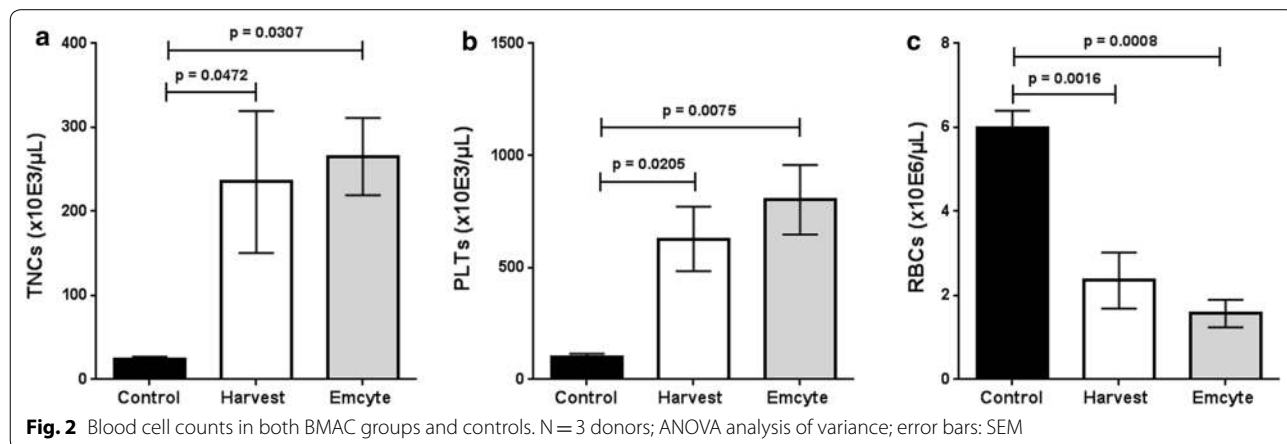 a
400
300
200
100
0
TNCs (x10E3/µL)
p = 0.0307
p = 0.0472
Control Harvest Emcyte
b
1500
1000
500
0
PLTs (x10E3/µL)
p = 0.0075
p = 0.0205
Control Harvest Emcyte
c
8
6
4
2
0
RBCs (x10E6/µL)
p = 0.0008
p = 0.0016
Control Harvest Emcyte
Fig. 2 Blood cell counts in both BMAC groups and controls. N = 3 donors; ANOVA analysis of variance; error bars: SEM